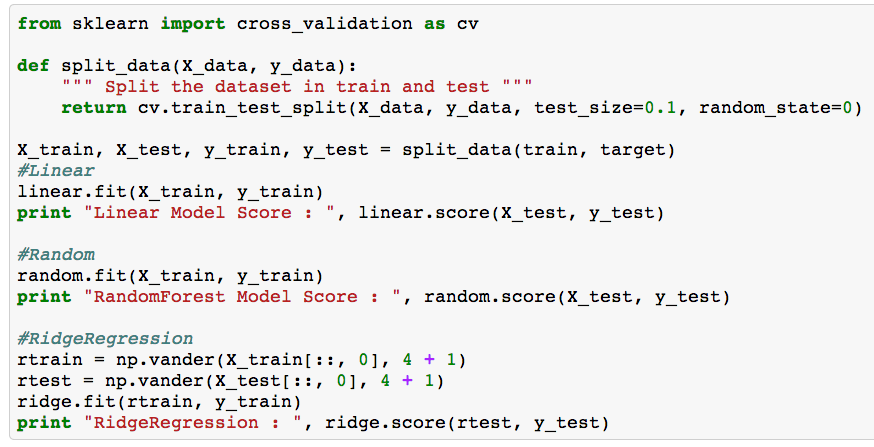 from sklearn import cross_validation as cv
def split_data(X_data, y_data):
""" Split the dataset in train and test """
return cv.train_test_split(X_data, y_data, test_size=0.1, random_state=0)
X_train, X_test, y_train, y_test = split_data(train, target)
#Linear
linear.fit(X_train, y_train)
print "Linear Model Score : ", linear.score(X_test, y_test)
#Random
random.fit(X_train, y_train)
print "RandomForest Model Score : ", random.score(X_test, y_test)
#RidgeRegression
rtrain = np.vander(X_train[::, 0], 4 + 1)
rtest = np.vander(X_test[::, 0], 4 + 1)
ridge.fit(rtrain, y_train)
print "RidgeRegression : ", ridge.score(rtest, y_test)